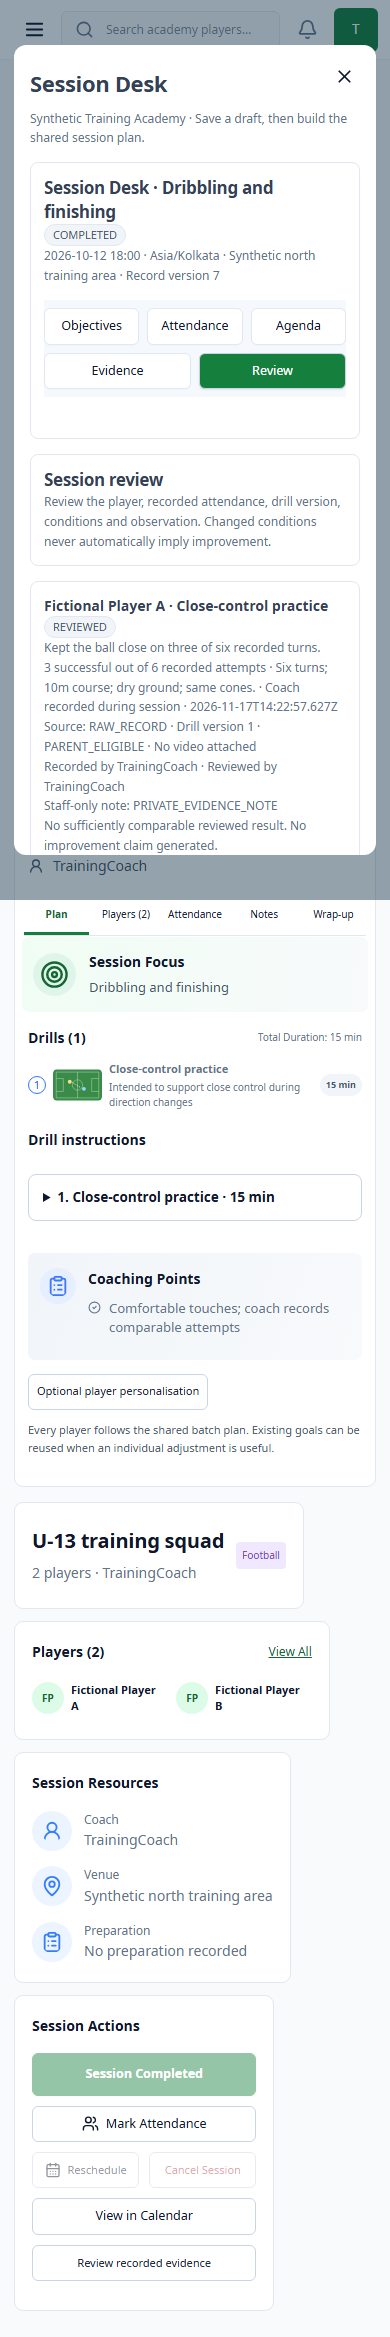 Search academy players...
T
Session Desk
Synthetic Training Academy · Save a draft, then build the
shared session plan.
Session Desk · Dribbling and
finishing
COMPLETED
2026-10-12 18:00 · Asia/Kolkata · Synthetic north
training area · Record version 7
Objectives
Attendance
Agenda
Evidence
Review
Session review
Review the player, recorded attendance, drill version,
conditions and observation. Changed conditions
never automatically imply improvement.
Fictional Player A · Close-control practice
REVIEWED
Kept the ball close on three of six recorded turns.
3 successful out of 6 recorded attempts · Six turns;
10m course; dry ground; same cones. · Coach
recorded during session · 2026-11-17T14:22:57.627Z
Source: RAW_RECORD · Drill version 1 ·
PARENT_ELIGIBLE · No video attached
Recorded by TrainingCoach · Reviewed by
TrainingCoach
Staff-only note: PRIVATE_EVIDENCE_NOTE
No sufficiently comparable reviewed result. No
improvement claim generated.
TrainingCoach
Plan
Players (2)
Attendance
Notes
Wrap-up
Session Focus
Dribbling and finishing
Drills (1)
Total Duration: 15 min
1
Close-control practice
Intended to support close control during
direction changes
15 min
Drill instructions
1. Close-control practice · 15 min
Coaching Points
Comfortable touches; coach records
comparable attempts
Optional player personalisation
Every player follows the shared batch plan. Existing goals can be
reused when an individual adjustment is useful.
U-13 training squad
2 players · TrainingCoach
Football
Players (2)
View All
FP
Fictional Player
A
FP
Fictional Player
B
Session Resources
Coach
TrainingCoach
Venue
Synthetic north training area
Preparation
No preparation recorded
Session Actions
Session Completed
Mark Attendance
Reschedule
Cancel Session
View in Calendar
Review recorded evidence